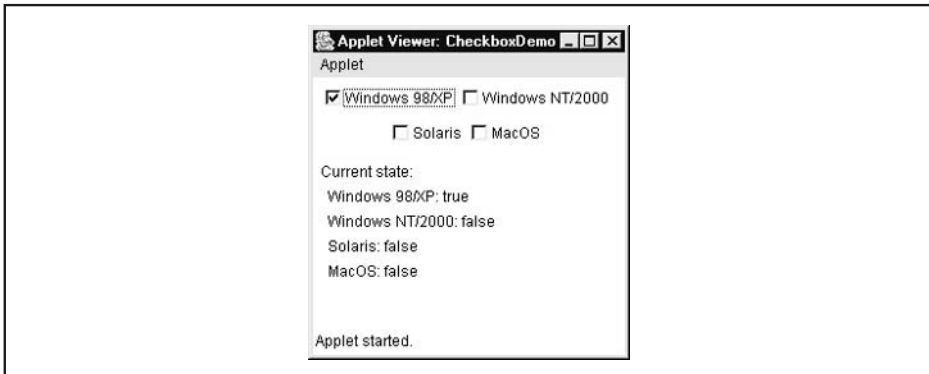 Applet Viewer: CheckboxDemo
Applet
Windows 98/XP Windows NT/2000
Solaris MacOS
Current state:
Windows 98/XP: true
Windows NT/2000: false
Solaris: false
MacOS: false
Applet started.